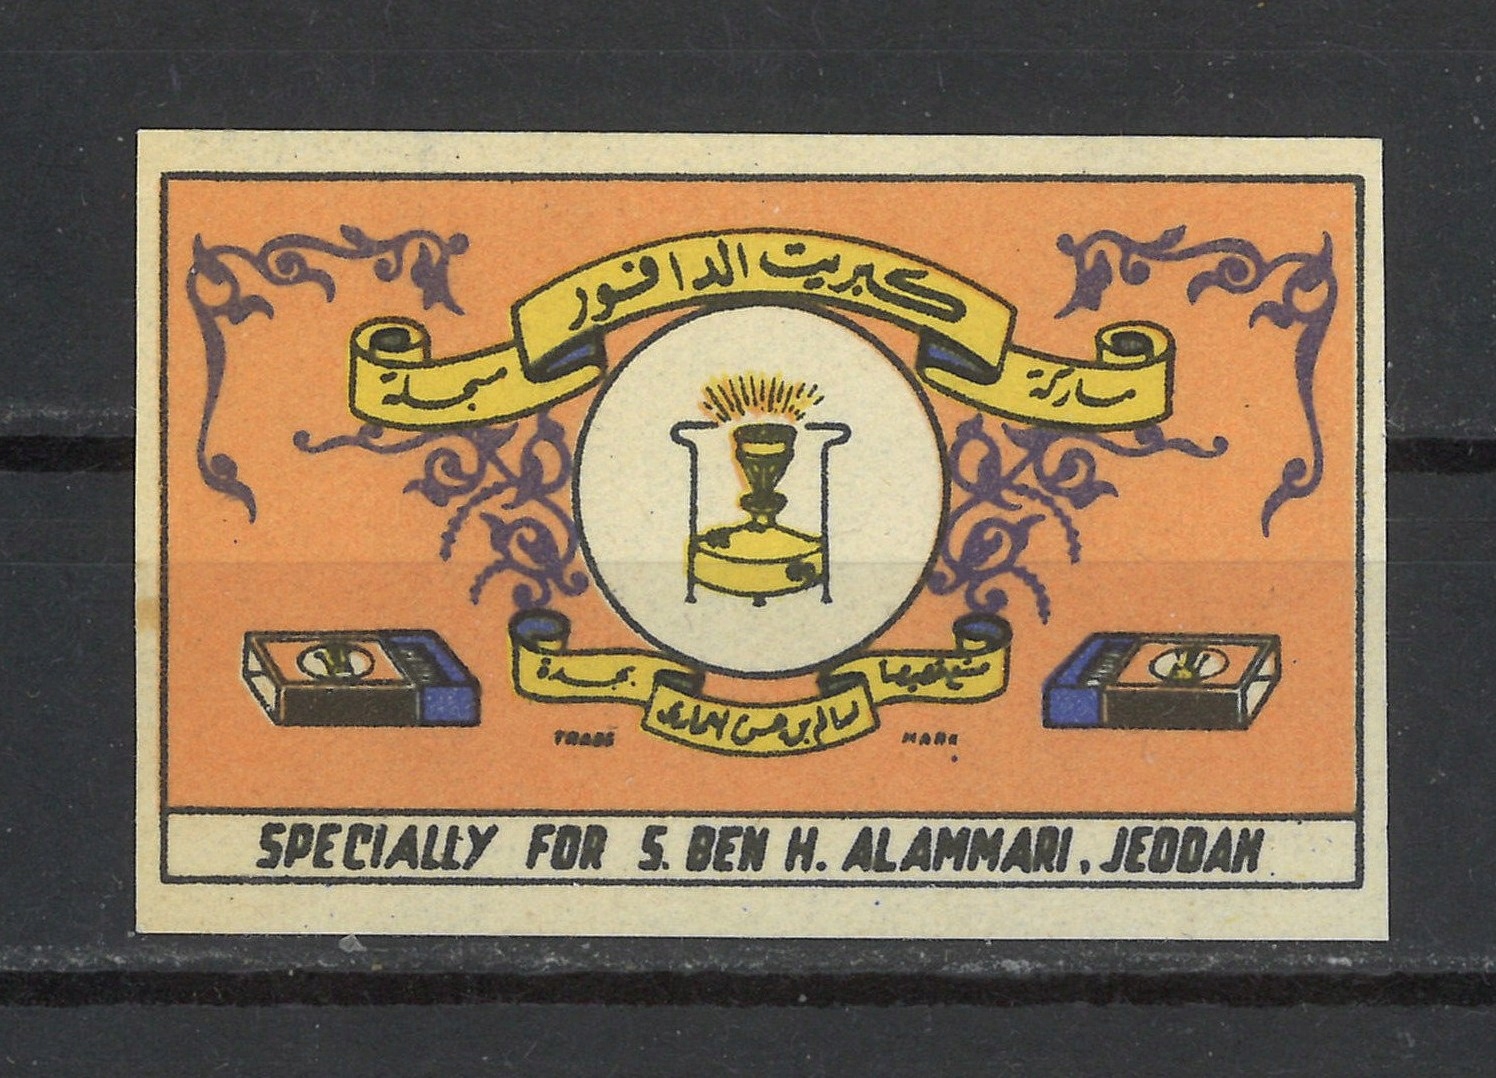 كبريت الدافور
ماركة مسجلة
صنع خصيصا
سالم بن حسن العماري
بجدة
TRADE MARK
SPECIALLY FOR S. BEN H. ALAMMARI, JEDDAH